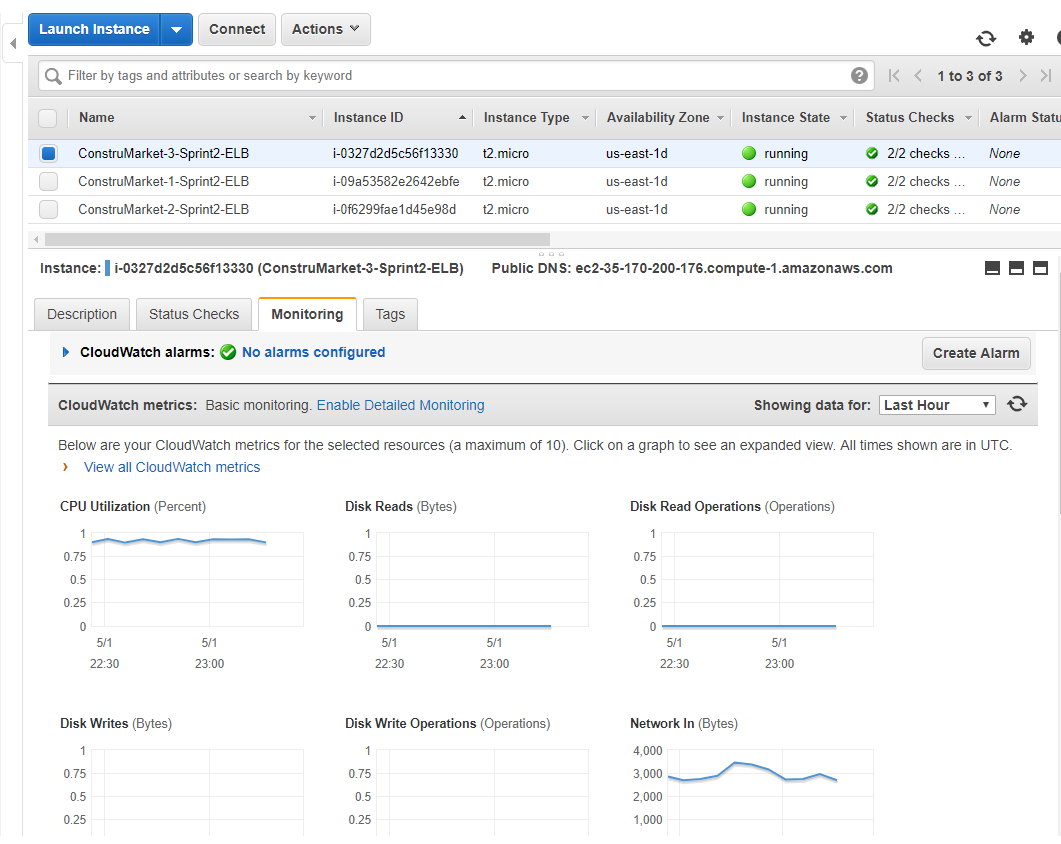 Launch Instance Connect Actions
Filter by tags and attributes or search by keyword 1 to 3 of 3
Name Instance ID Instance Type Availability Zone Instance State Status Checks Alarm Statu
ConstruMarket-3-Sprint2-ELB i-0327d2d5c56f13330 t2.micro us-east-1d running 2/2 checks ... None
ConstruMarket-1-Sprint2-ELB i-09a53582e2642ebfe t2.micro us-east-1d running 2/2 checks ... None
ConstruMarket-2-Sprint2-ELB i-0f6299fae1d45e98d t2.micro us-east-1d running 2/2 checks ... None
Instance: i-0327d2d5c56f13330 (ConstruMarket-3-Sprint2-ELB) Public DNS: ec2-35-170-200-176.compute-1.amazonaws.com
Description Status Checks Monitoring Tags
CloudWatch alarms: No alarms configured Create Alarm
CloudWatch metrics: Basic monitoring. Enable Detailed Monitoring Showing data for: Last Hour
Below are your CloudWatch metrics for the selected resources (a maximum of 10). Click on a graph to see an expanded view. All times shown are in UTC.
View all CloudWatch metrics
CPU Utilization (Percent) Disk Reads (Bytes) Disk Read Operations (Operations)
1 1 1
0.75 0.75 0.75
0.5 0.5 0.5
0.25 0.25 0.25
0 0 0
5/1 5/1 5/1 5/1 5/1 5/1
22:30 23:00 22:30 23:00 22:30 23:00
Disk Writes (Bytes) Disk Write Operations (Operations) Network In (Bytes)
1 1 4,000
0.75 0.75 3,000
0.5 0.5 2,000
0.25 0.25 1,000